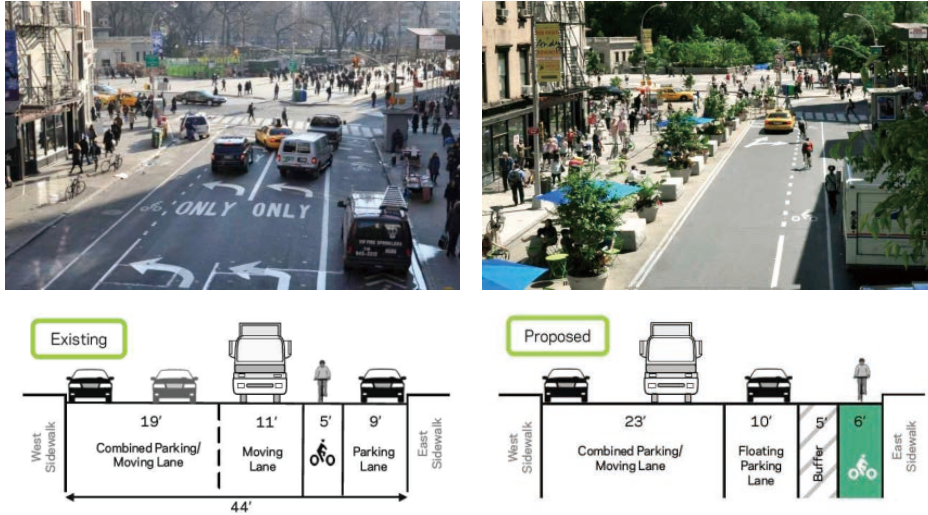 ONLY ONLY
Existing
19' 11' 5' 9'
Combined Parking/
Moving Lane
Moving
Lane
Parking
Lane
West
Sidewalk
East
Sidewalk
44'
Proposed
23' 10' 5' 6'
Combined Parking/
Moving Lane
Floating
Parking
Lane
Buffer
West
Sidewalk
East
Sidewalk